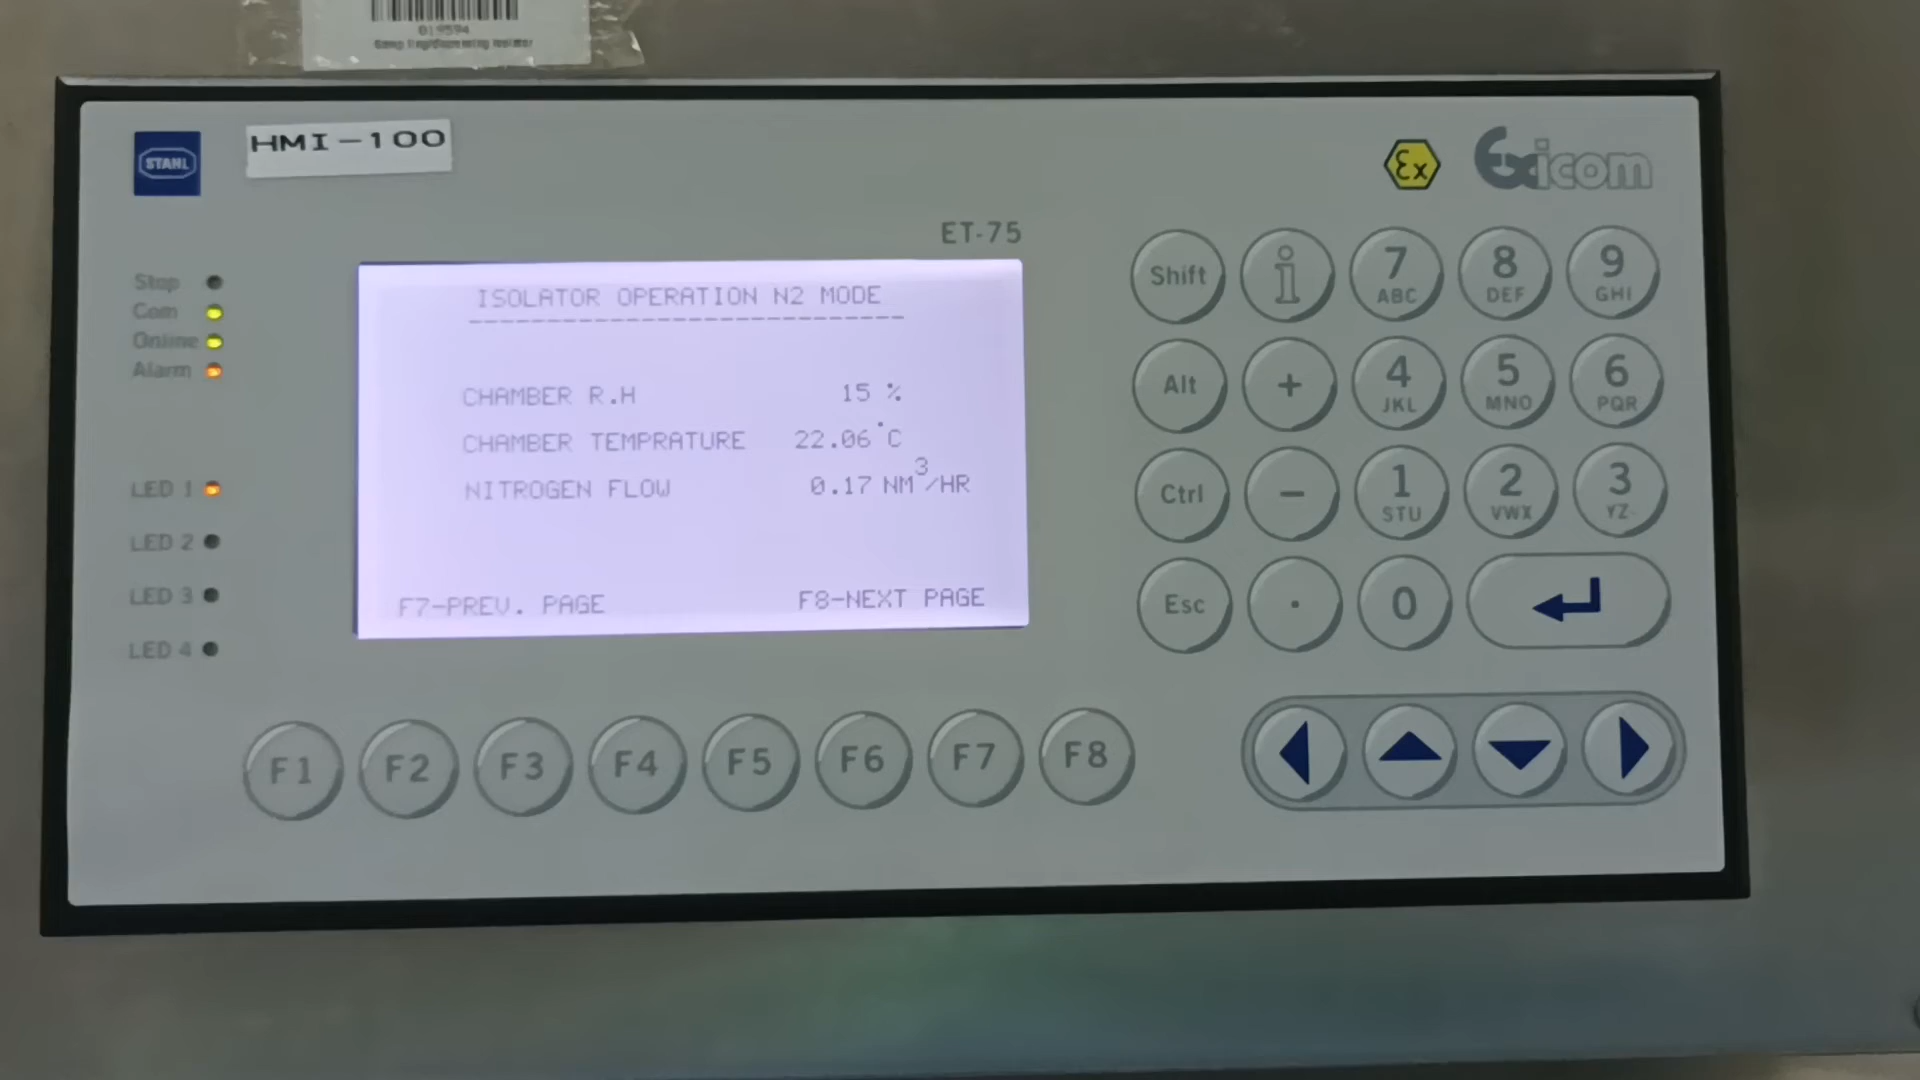 019594
HMI-100
STAHL
Ex
Exicom
ET-75
Stop
Com
Online
Alarm
LED 1
LED 2
LED 3
LED 4
ISOLATOR OPERATION N2 MODE
CHAMBER R.H 15 %
CHAMBER TEMPRATURE 22.06°C
NITROGEN FLOW 0.17 NM³/HR
F7-PREV. PAGE F8-NEXT PAGE
Shift i 7 ABC 8 DEF 9 GHI
Alt + 4 JKL 5 MNO 6 PQR
Ctrl - 1 STU 2 VWX 3 YZ
Esc . 0
F1 F2 F3 F4 F5 F6 F7 F8